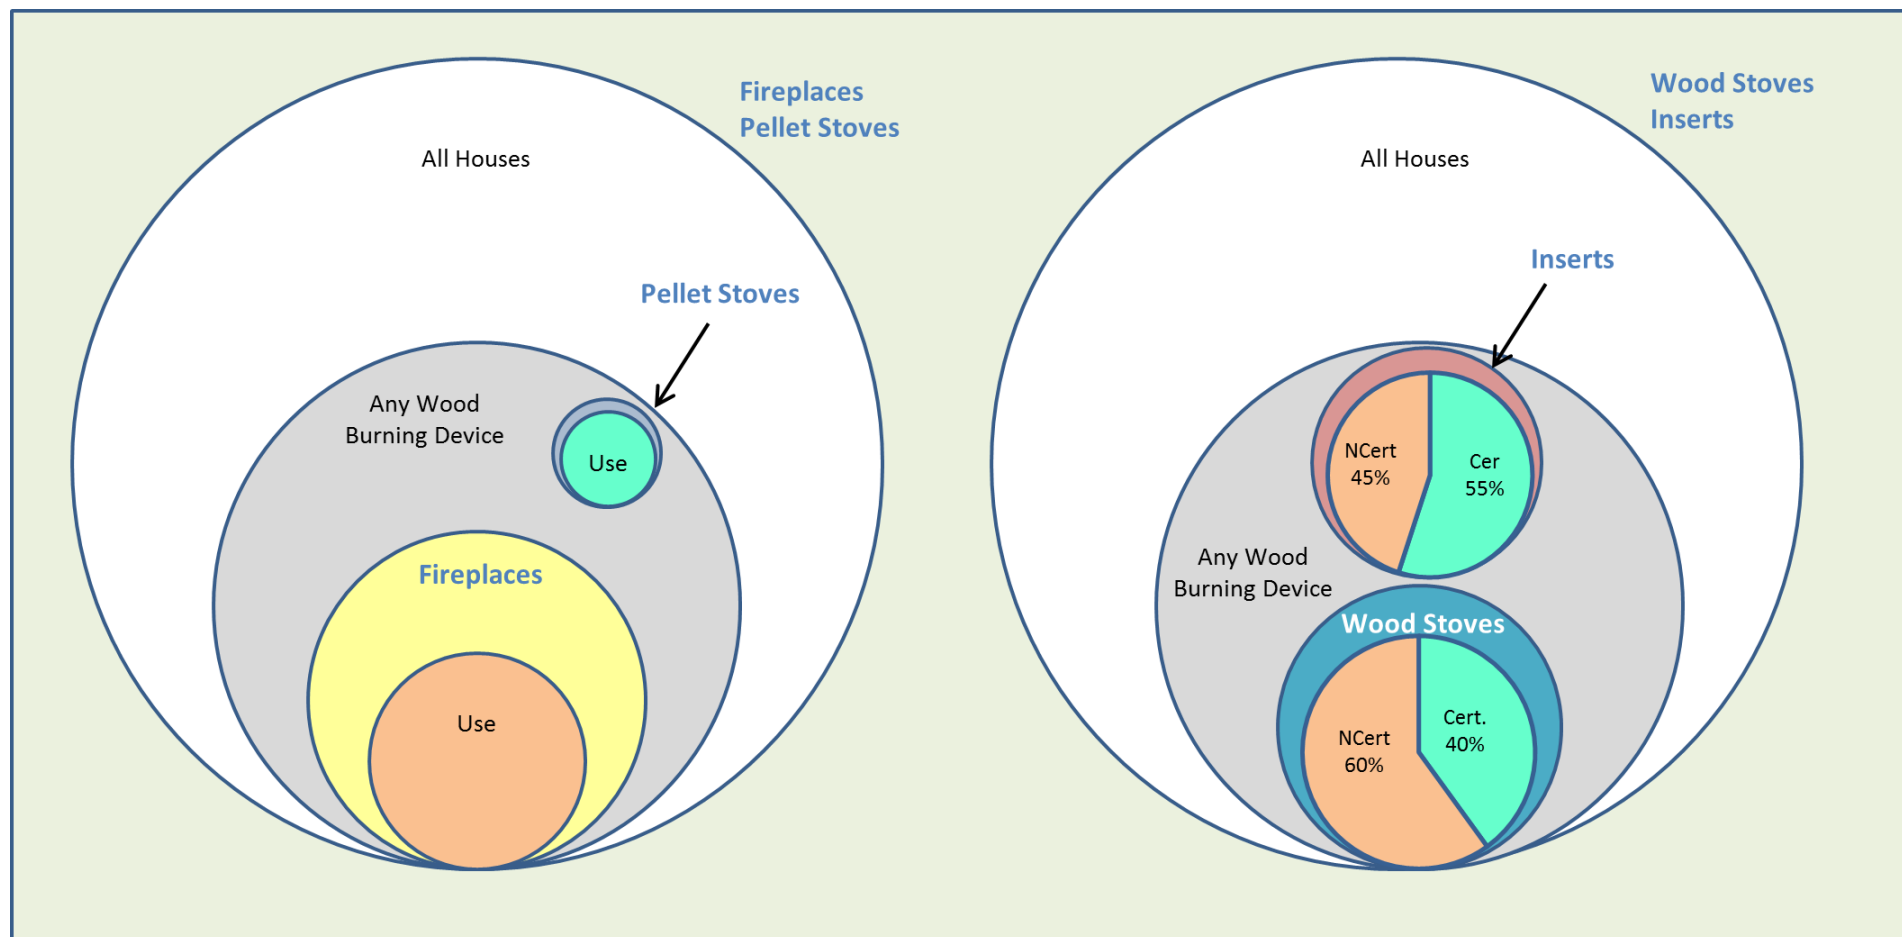 Fireplaces
Pellet Stoves
All Houses
Pellet Stoves
Any Wood
Burning Device
Use
Fireplaces
Use
Wood Stoves
Inserts
All Houses
Inserts
NCert
45%
Cer
55%
Any Wood
Burning Device
Wood Stoves
NCert
60%
Cert.
40%